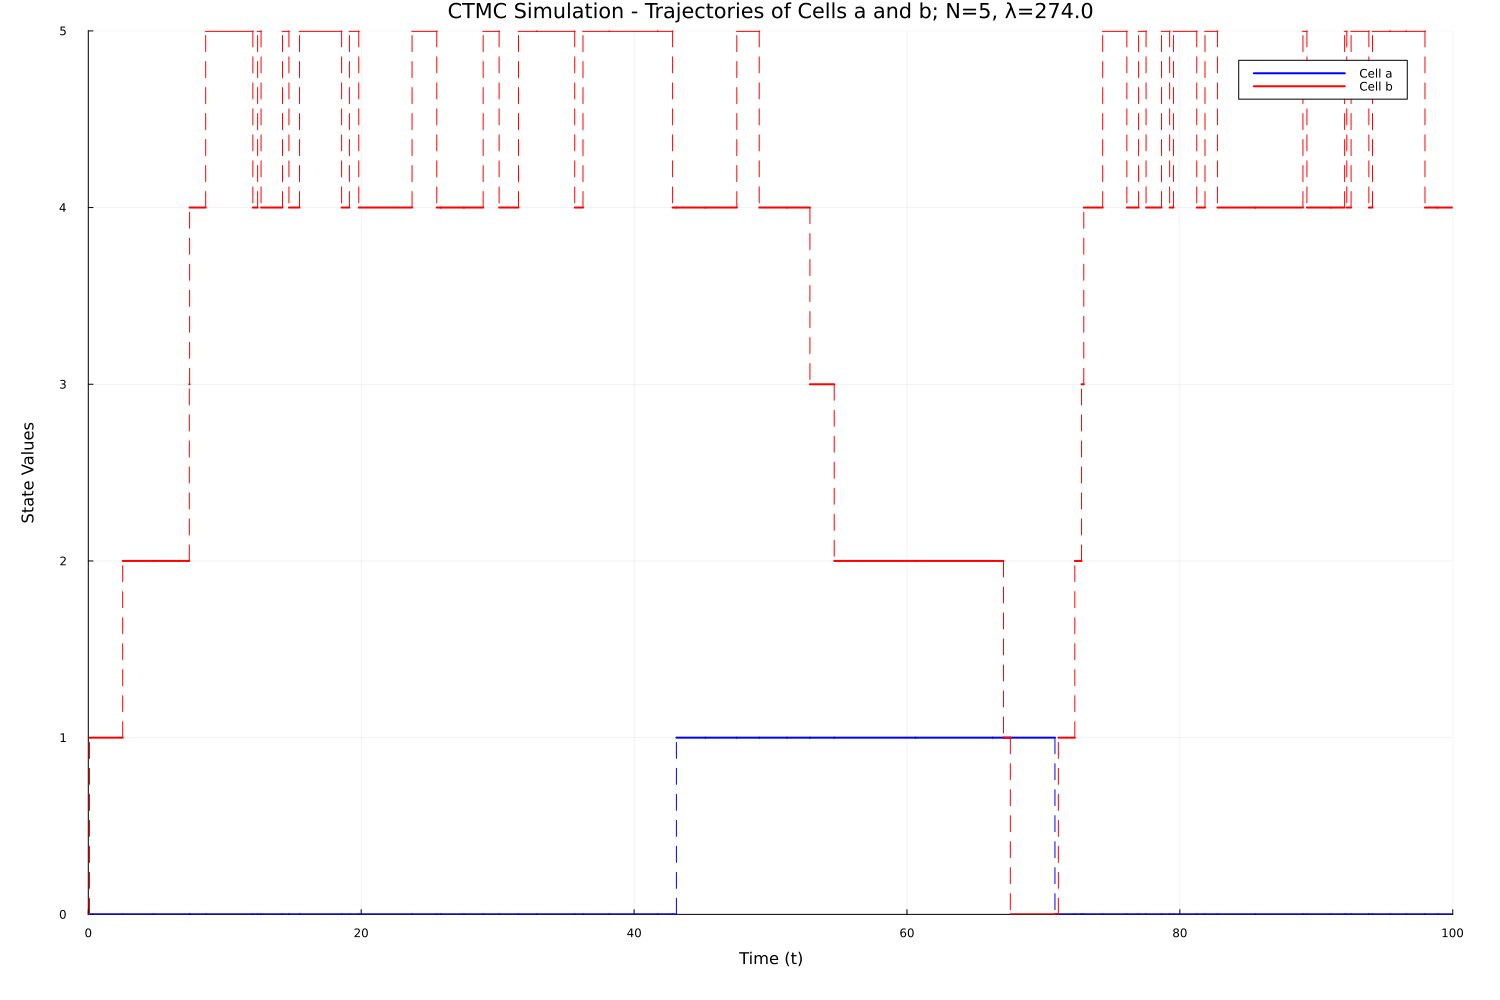 CTMC Simulation - Trajectories of Cells a and b; N=5, λ=274.0
5
4
3
2
1
0
State Values
Cell a
Cell b
0 20 40 60 80 100
Time (t)